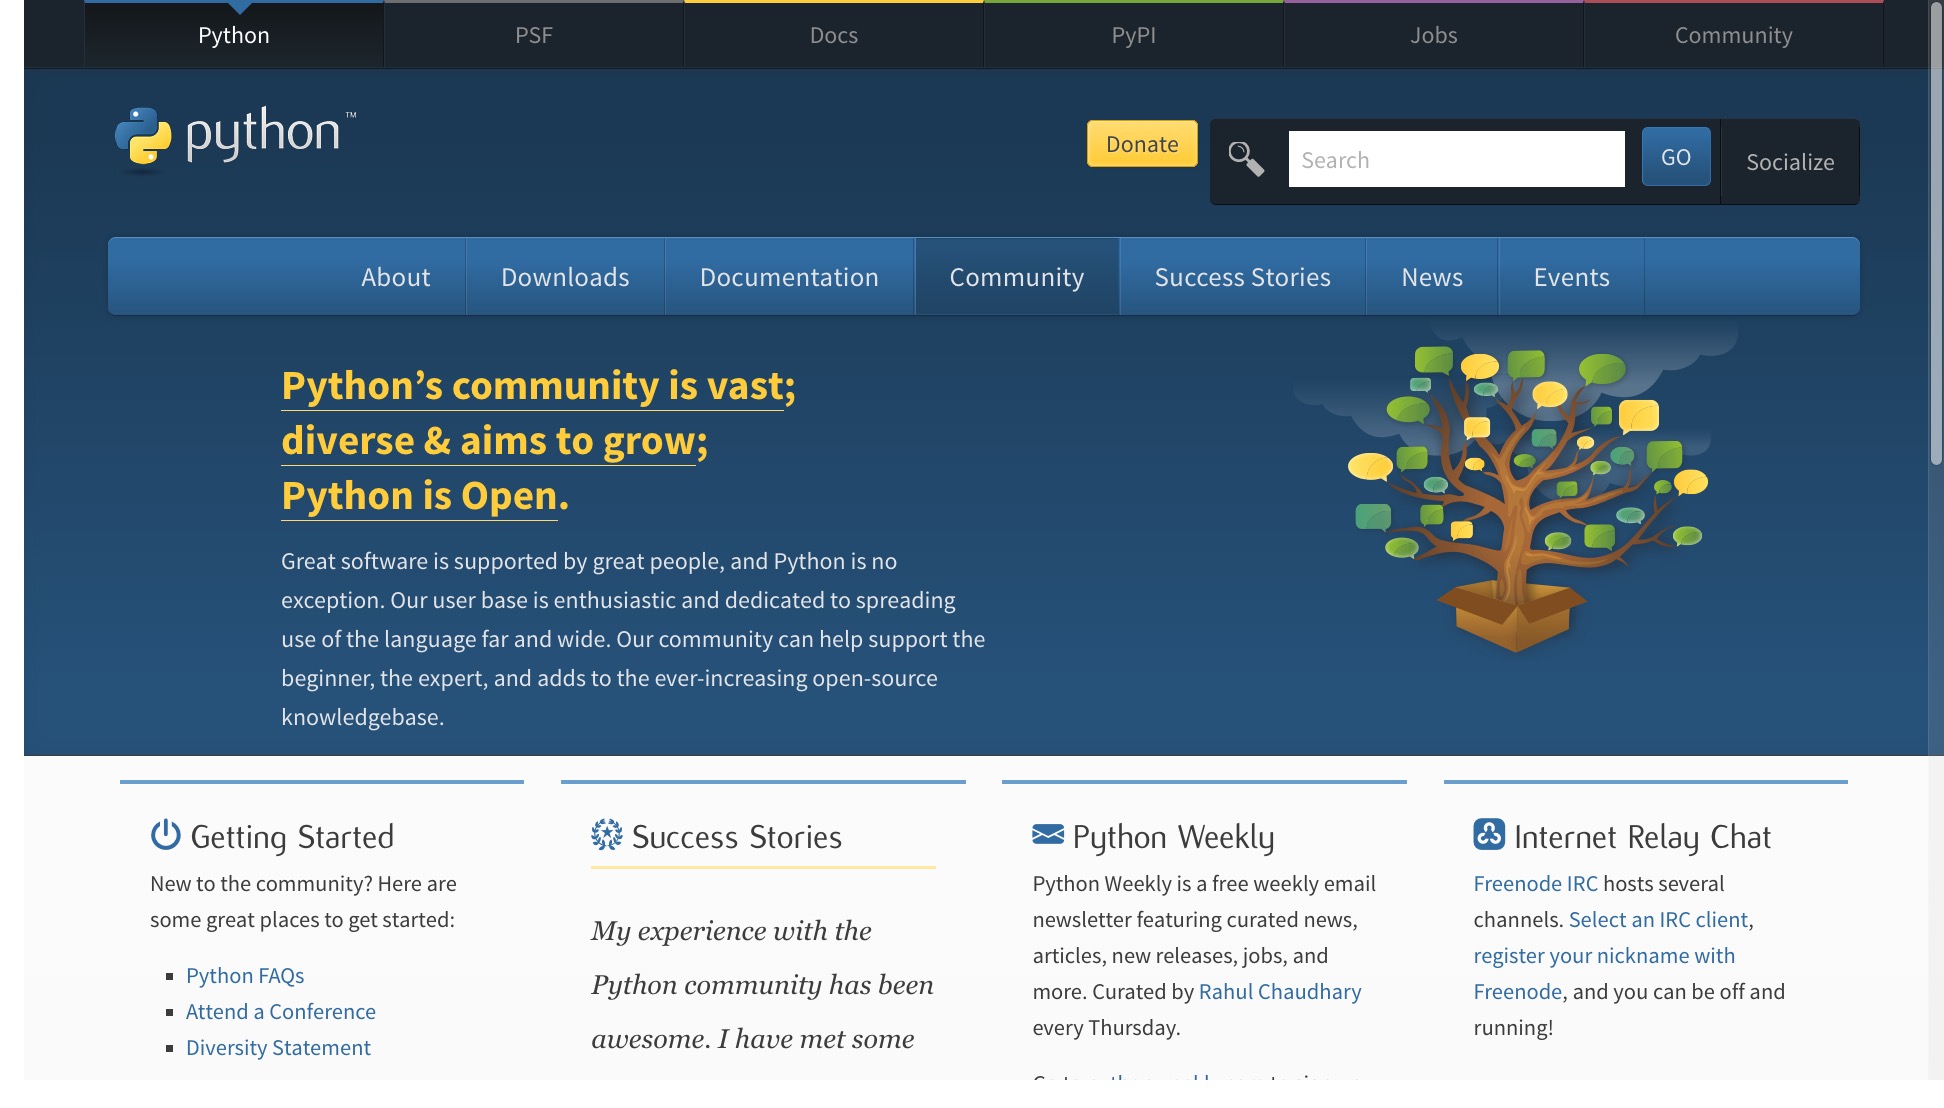 Python
PSF
Docs
PyPI
Jobs
Community
python™
Donate
Search
GO
Socialize
About
Downloads
Documentation
Community
Success Stories
News
Events
Python’s community is vast;
diverse & aims to grow;
Python is Open.
Great software is supported by great people, and Python is no
exception. Our user base is enthusiastic and dedicated to spreading
use of the language far and wide. Our community can help support the
beginner, the expert, and adds to the ever-increasing open-source
knowledgebase.
Getting Started
New to the community? Here are
some great places to get started:
Python FAQs
Attend a Conference
Diversity Statement
Success Stories
My experience with the
Python community has been
awesome. I have met some
Python Weekly
Python Weekly is a free weekly email
newsletter featuring curated news,
articles, new releases, jobs, and
more. Curated by Rahul Chaudhary
every Thursday.
Internet Relay Chat
Freenode IRC hosts several
channels. Select an IRC client,
register your nickname with
Freenode, and you can be off and
running!